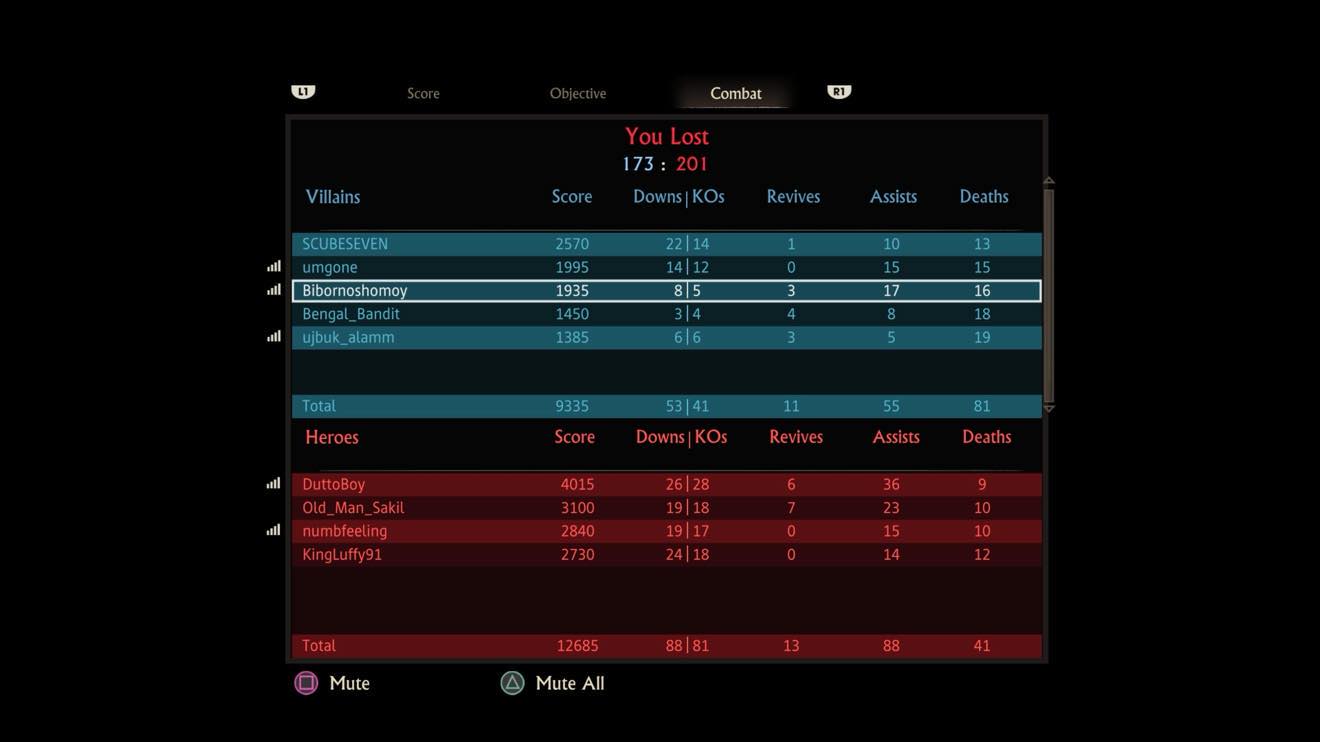 L1 Score Objective Combat R1
You Lost
173 : 201
Villains Score Downs|KOs Revives Assists Deaths
SCUBESEVEN 2570 22|14 1 10 13
umgone 1995 14|12 0 15 15
Bibornoshomoy 1935 8|5 3 17 16
Bengal_Bandit 1450 3|4 4 8 18
ujbuk_alamm 1385 6|6 3 5 19
Total 9335 53|41 11 55 81
Heroes Score Downs|KOs Revives Assists Deaths
DuttoBoy 4015 26|28 6 36 9
Old_Man_Sakil 3100 19|18 7 23 10
numbfeeling 2840 19|17 0 15 10
KingLuffy91 2730 24|18 0 14 12
Total 12685 88|81 13 88 41
Mute Mute All